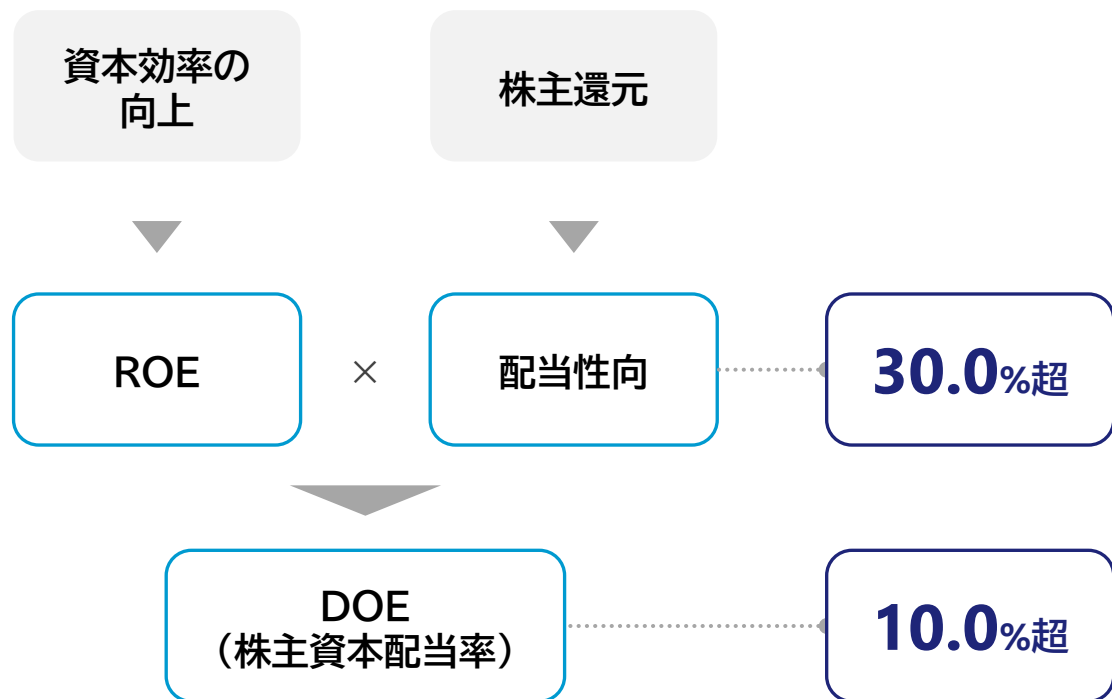 資本効率の
向上
株主還元
ROE
×
配当性向
30.0%超
DOE
（株主資本配当率）
10.0%超